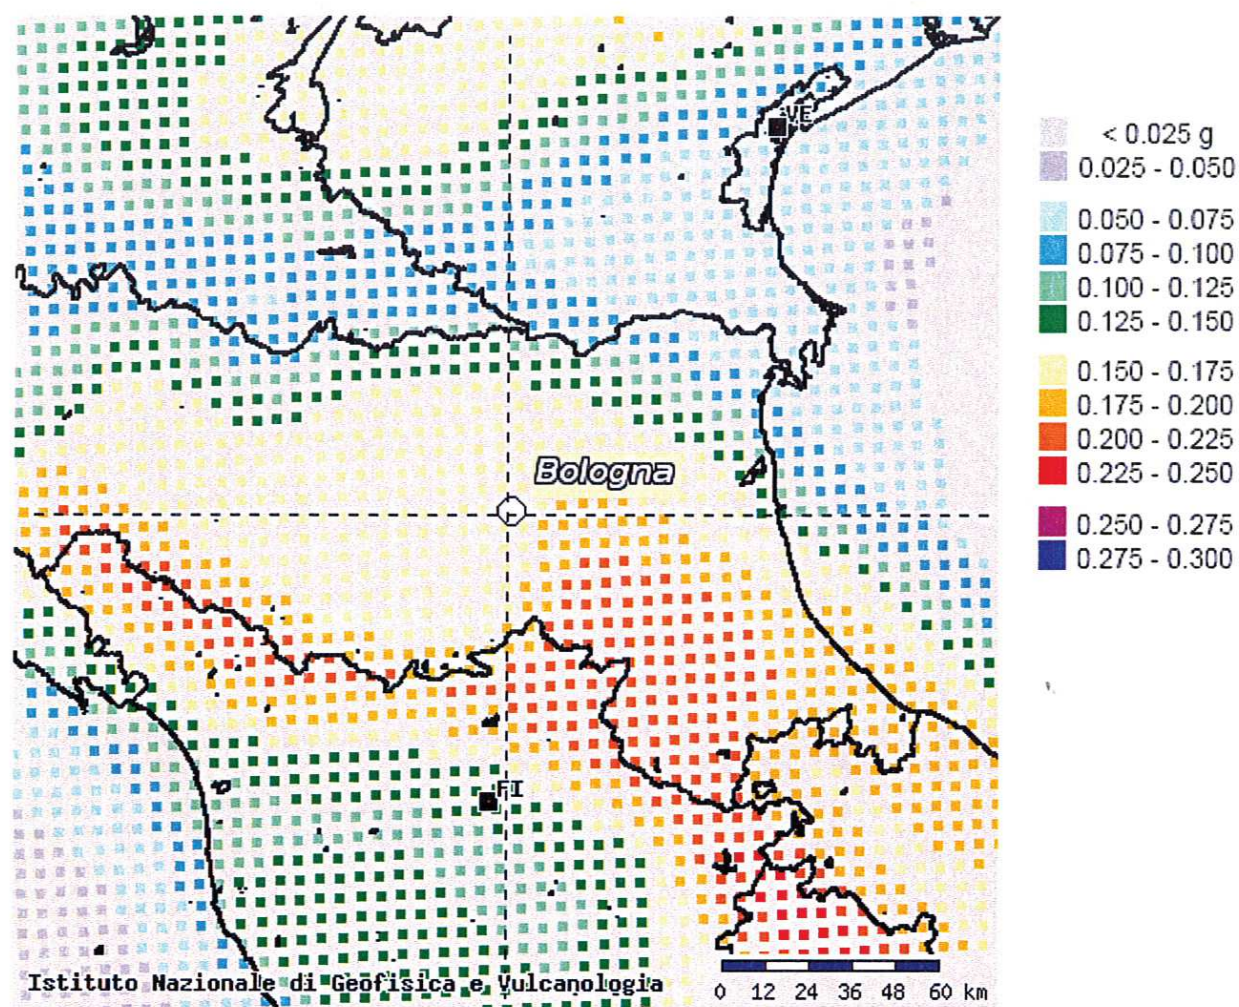 VE
< 0.025 g
0.025 - 0.050
0.050 - 0.075
0.075 - 0.100
0.100 - 0.125
0.125 - 0.150
0.150 - 0.175
0.175 - 0.200
0.200 - 0.225
0.225 - 0.250
0.250 - 0.275
0.275 - 0.300
Bologna
FI
Istituto Nazionale di Geofisica e Vulcanologia
0 12 24 36 48 60 km